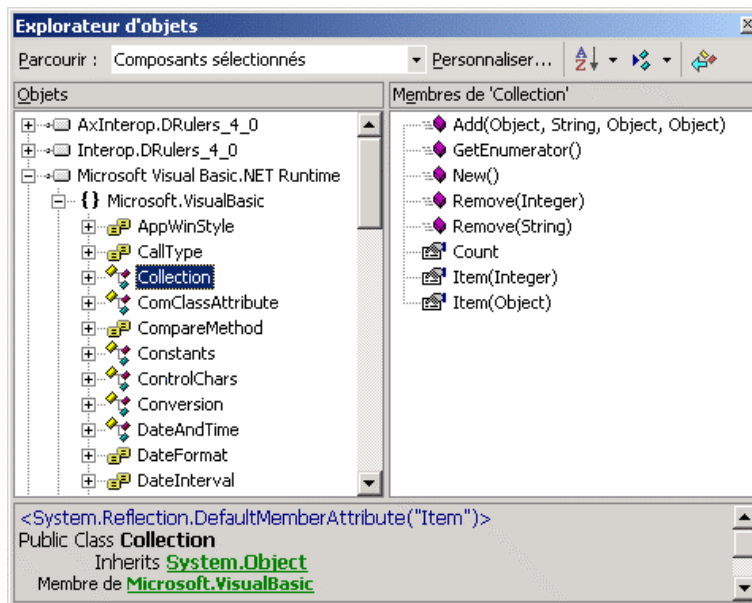 Explorateur d'objets
Parcourir : Composants sélectionnés Personnaliser...
Objets
AxInterop.DRulers_4_0
Interop.DRulers_4_0
Microsoft Visual Basic.NET Runtime
{} Microsoft.VisualBasic
AppWinStyle
CallType
Collection
ComClassAttribute
CompareMethod
Constants
ControlChars
Conversion
DateAndTime
DateFormat
DateInterval
Membres de 'Collection'
Add(Object, String, Object, Object)
GetEnumerator()
New()
Remove(Integer)
Remove(String)
Count
Item(Integer)
Item(Object)
<System.Reflection.DefaultMemberAttribute("Item")>
Public Class Collection
Inherits System.Object
Membre de Microsoft.VisualBasic